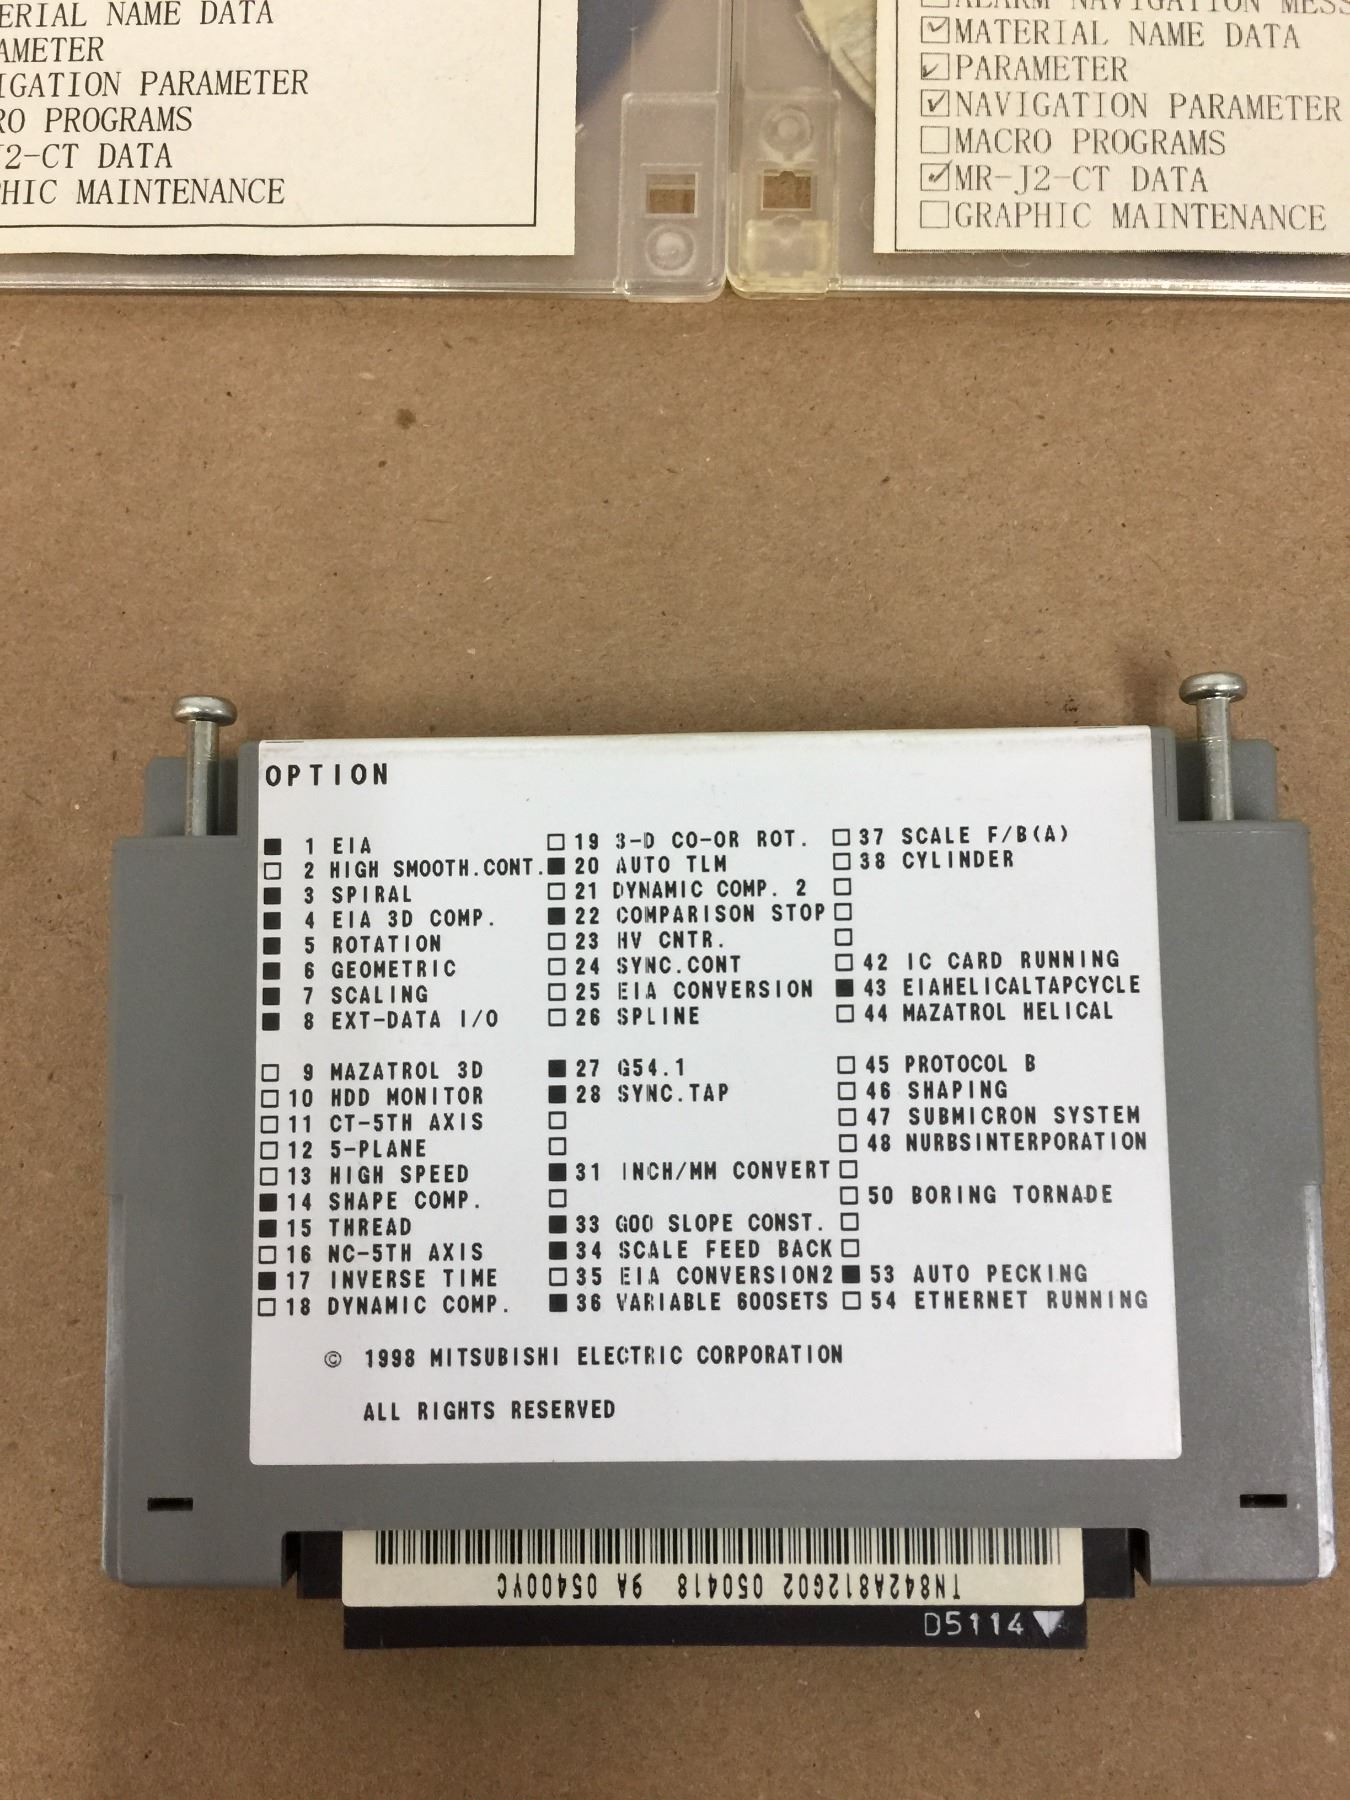 ERIAL NAME DATA
AMETER
IGATION PARAMETER
RO PROGRAMS
J2-CT DATA
PHIC MAINTENANCE
☐ALARM NAVIGATION MESS
☑MATERIAL NAME DATA
☑PARAMETER
☑NAVIGATION PARAMETER
☐MACRO PROGRAMS
☑MR-J2-CT DATA
☐GRAPHIC MAINTENANCE
OPTION
■ 1 EIA
☐ 2 HIGH SMOOTH.CONT.
■ 3 SPIRAL
■ 4 EIA 3D COMP.
■ 5 ROTATION
■ 6 GEOMETRIC
■ 7 SCALING
■ 8 EXT-DATA I/O
☐ 9 MAZATROL 3D
☐ 10 HDD MONITOR
☐ 11 CT-5TH AXIS
☐ 12 5-PLANE
☐ 13 HIGH SPEED
■ 14 SHAPE COMP.
■ 15 THREAD
☐ 16 NC-5TH AXIS
■ 17 INVERSE TIME
☐ 18 DYNAMIC COMP.
☐ 19 3-D CO-OR ROT.
■ 20 AUTO TLM
☐ 21 DYNAMIC COMP. 2
■ 22 COMPARISON STOP
☐ 23 HV CNTR.
☐ 24 SYNC.CONT
☐ 25 EIA CONVERSION
☐ 26 SPLINE
■ 27 G54.1
■ 28 SYNC.TAP
☐
☐
■ 31 INCH/MM CONVERT
☐
■ 33 G00 SLOPE CONST.
■ 34 SCALE FEED BACK
☐ 35 EIA CONVERSION2
■ 36 VARIABLE 600SETS
☐ 37 SCALE F/B(A)
☐ 38 CYLINDER
☐
☐
☐
☐ 42 IC CARD RUNNING
■ 43 EIAHELICALTAPCYCLE
☐ 44 MAZATROL HELICAL
☐ 45 PROTOCOL B
☐ 46 SHAPING
☐ 47 SUBMICRON SYSTEM
☐ 48 NURBSINTERPORATION
☐
☐ 50 BORING TORNADE
☐
☐
■ 53 AUTO PECKING
☐ 54 ETHERNET RUNNING
© 1998 MITSUBISHI ELECTRIC CORPORATION
ALL RIGHTS RESERVED
TN842A812G02 050418 9A 05400YC
D5114